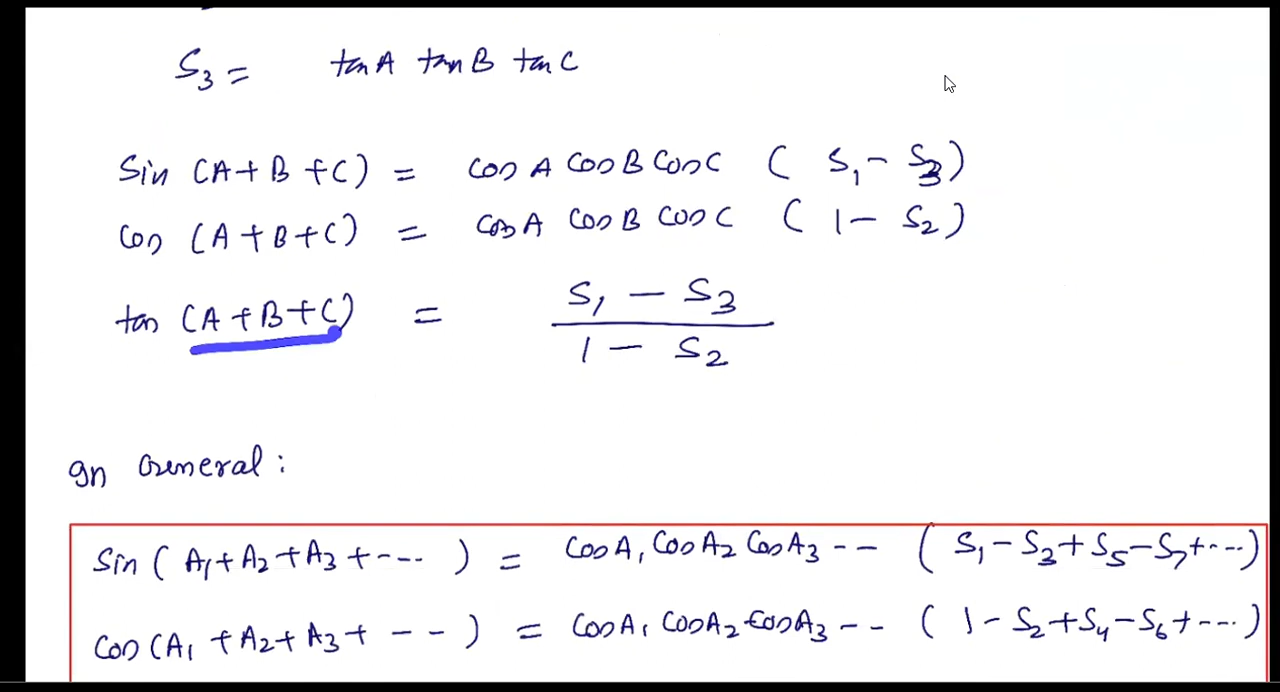 S₃ = tanA tanB tanC
Sin (A+B+C) = cosA CosB CosC ( S₁ - S₃)
Cos (A+B+C) = cosA CosB CosC ( 1 - S₂)
tan (A+B+C) = (S₁ - S₃) / (1 - S₂)
In General :
Sin ( A₁+A₂+A₃+--- ) = CosA₁ CosA₂ CosA₃ -- ( S₁-S₃+S₅-S₇+---)
Cos (A₁+A₂+A₃+ -- ) = CosA₁ CosA₂ CosA₃ -- ( 1-S₂+S₄-S₆+---)